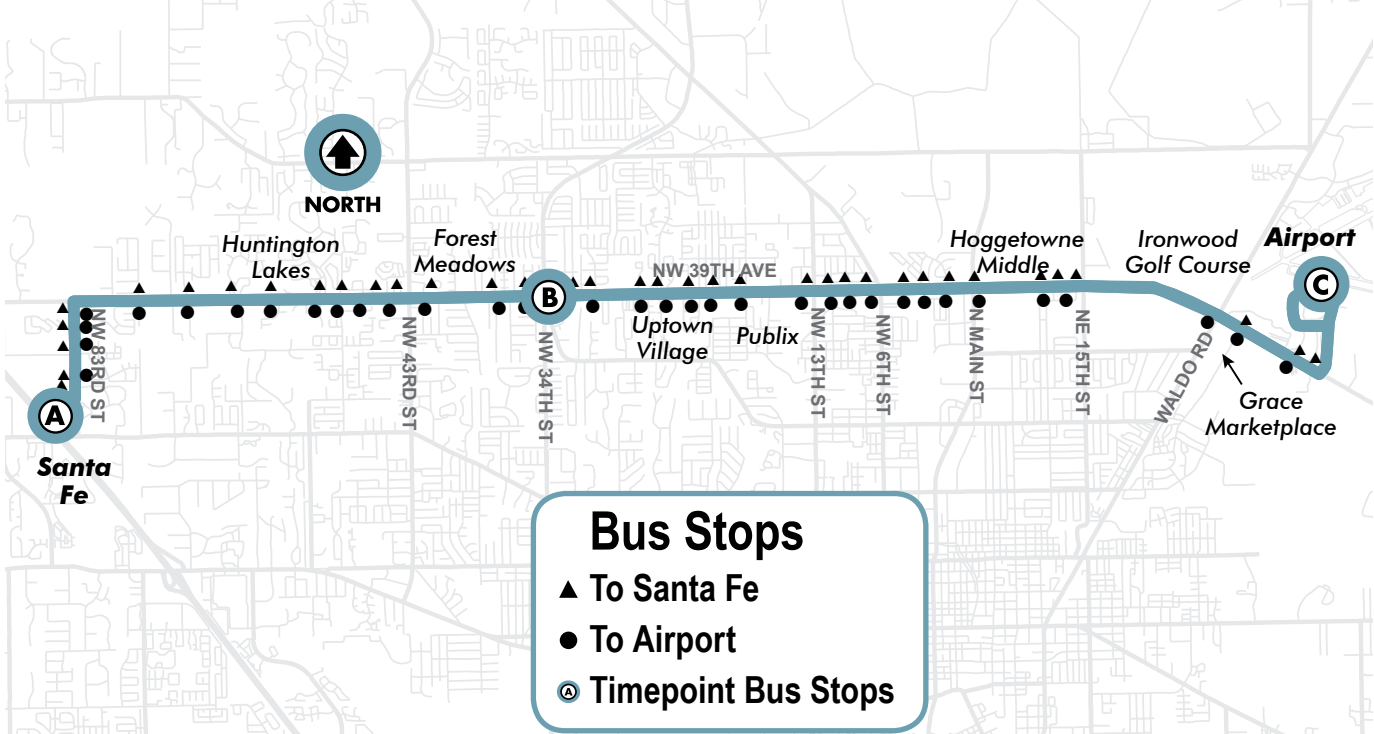 NORTH
Huntington
Lakes
Forest
Meadows
NW 39TH AVE
Hoggetowne
Middle
Ironwood
Golf Course
Airport
C
B
Uptown
Village
Publix
NW 83RD ST
NW 43RD ST
NW 34TH ST
NW 13TH ST
NW 6TH ST
N MAIN ST
NE 15TH ST
WALDO RD
Grace
Marketplace
A
Santa
Fe
Bus Stops
To Santa Fe
To Airport
A Timepoint Bus Stops